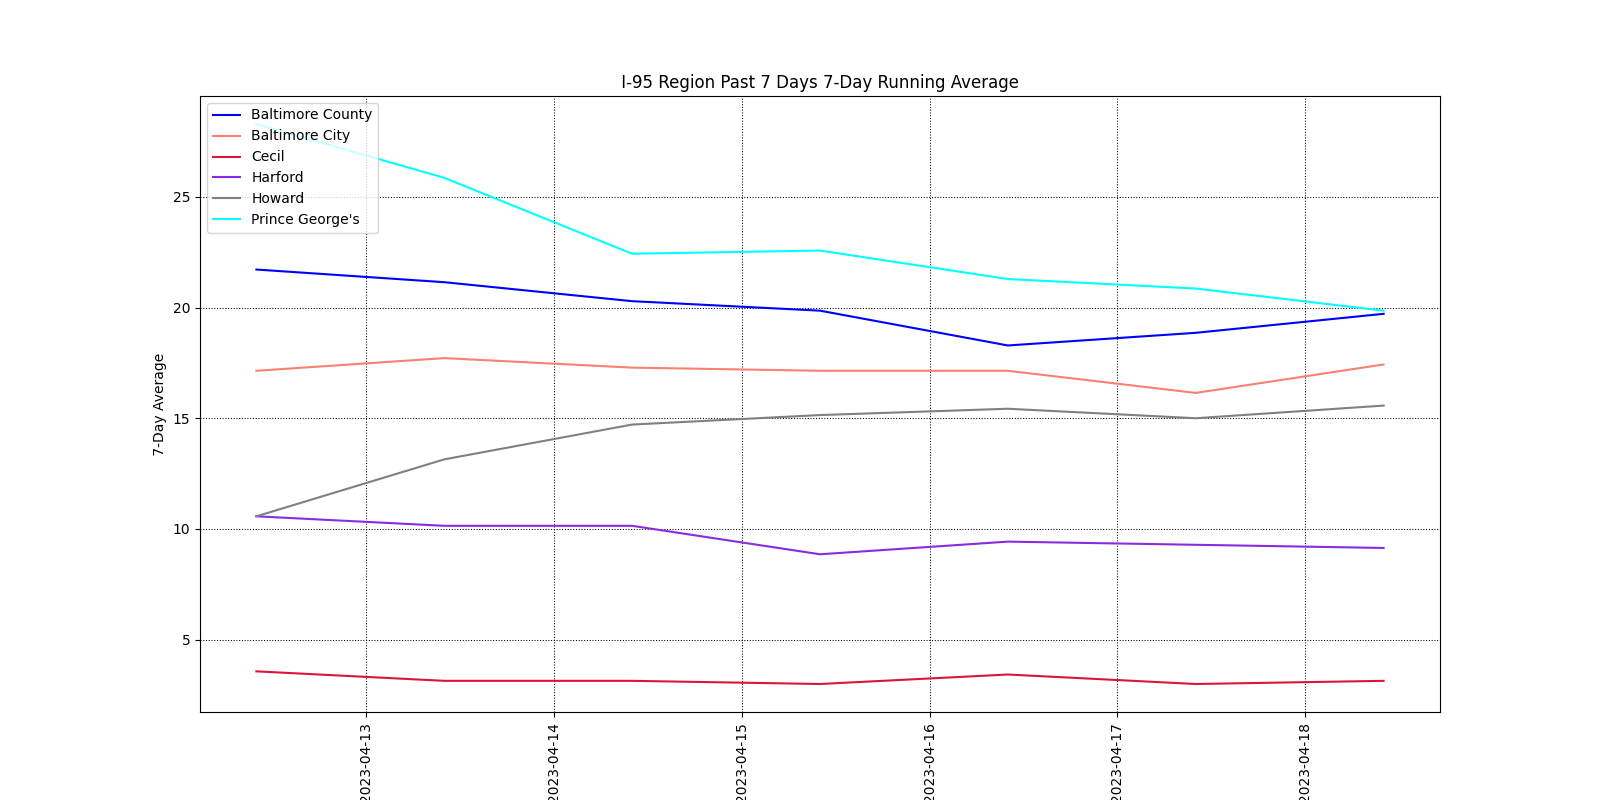 I-95 Region Past 7 Days 7-Day Running Average
Baltimore County
Baltimore City
Cecil
Harford
Howard
Prince George's
7-Day Average
25
20
15
10
5
2023-04-13
2023-04-14
2023-04-15
2023-04-16
2023-04-17
2023-04-18